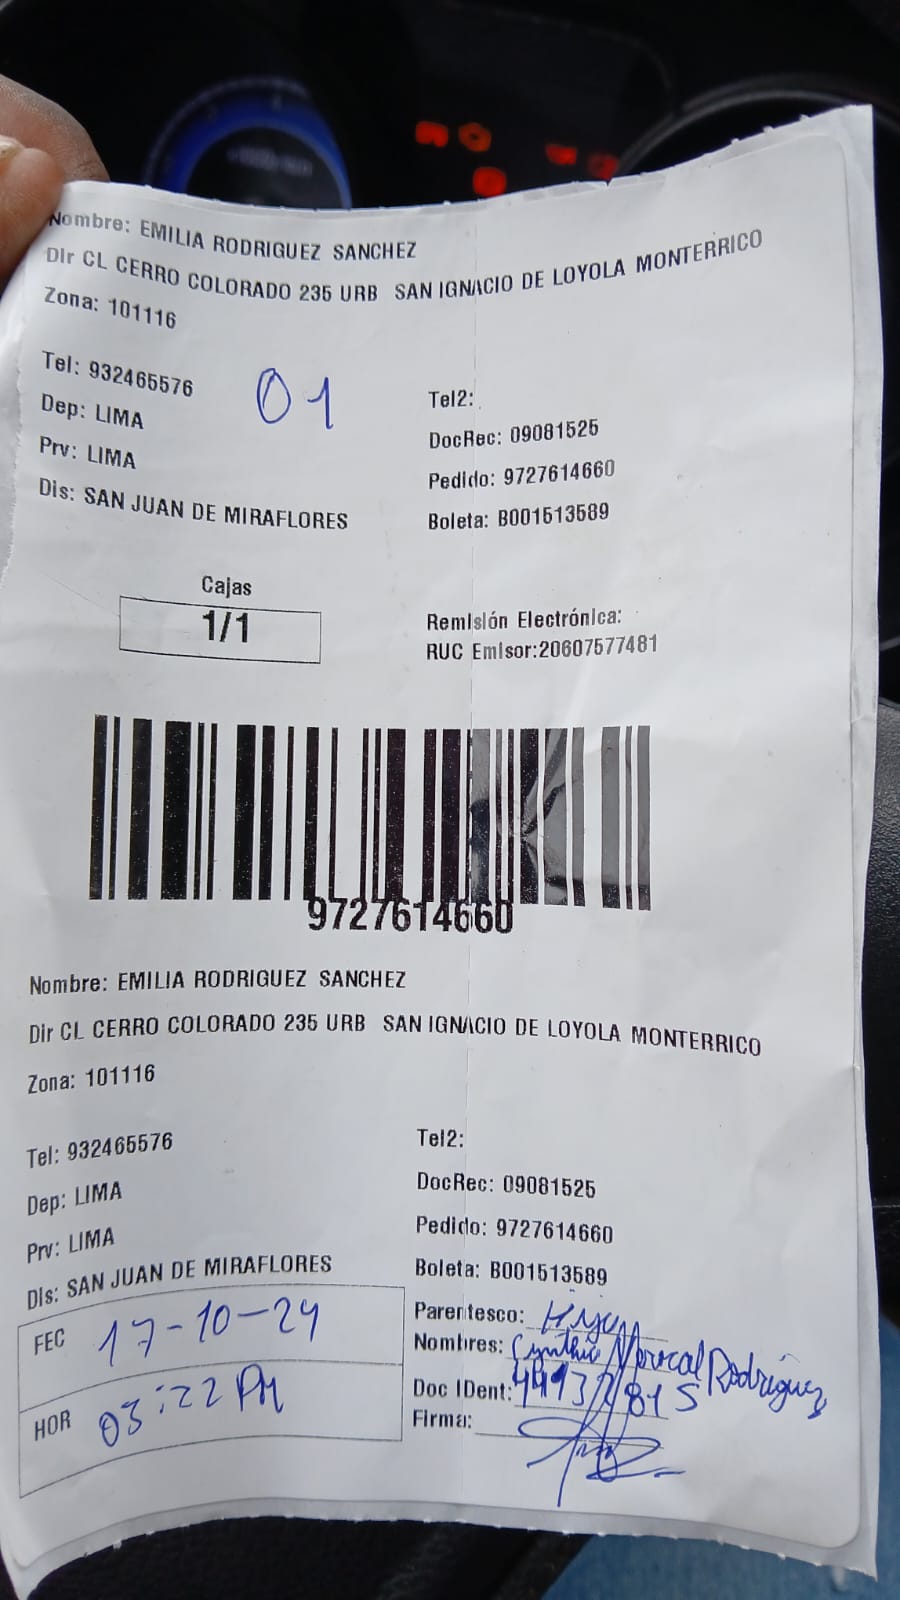 Nombre: EMILIA RODRIGUEZ SANCHEZ
Dir CL CERRO COLORADO 235 URB SAN IGNACIO DE LOYOLA MONTERRICO
Zona: 101116
Tel: 932465576
01
Tel2:
Dep: LIMA
DocRec: 09081525
Prv: LIMA
Pedido: 9727614660
Dis: SAN JUAN DE MIRAFLORES
Boleta: B001513589
Cajas
1/1
Remisión Electrónica:
RUC Emisor:20607577481
9727614660
Nombre: EMILIA RODRIGUEZ SANCHEZ
Dir CL CERRO COLORADO 235 URB SAN IGNACIO DE LOYOLA MONTERRICO
Zona: 101116
Tel: 932465576
Tel2:
Dep: LIMA
DocRec: 09081525
Prv: LIMA
Pedido: 9727614660
Dis: SAN JUAN DE MIRAFLORES
Boleta: B001513589
FEC 17-10-24
HOR 03:22 PM
Parentesco: Hija
Nombres: Cynthia Rodriguez
Doc IDent:
Firma: